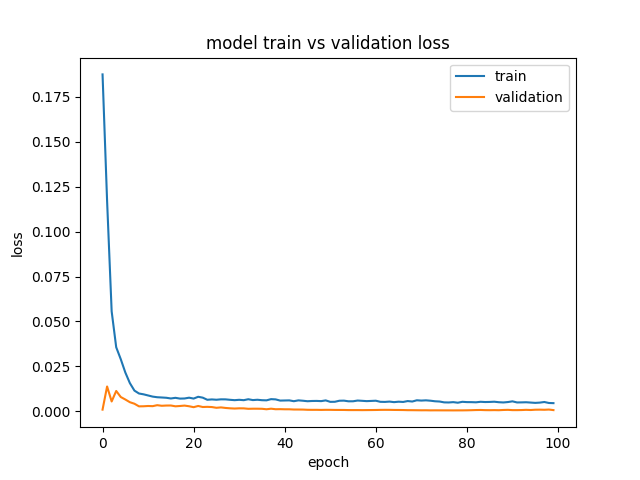 model train vs validation loss
train
validation
loss
0.175
0.150
0.125
0.100
0.075
0.050
0.025
0.000
0 20 40 60 80 100
epoch